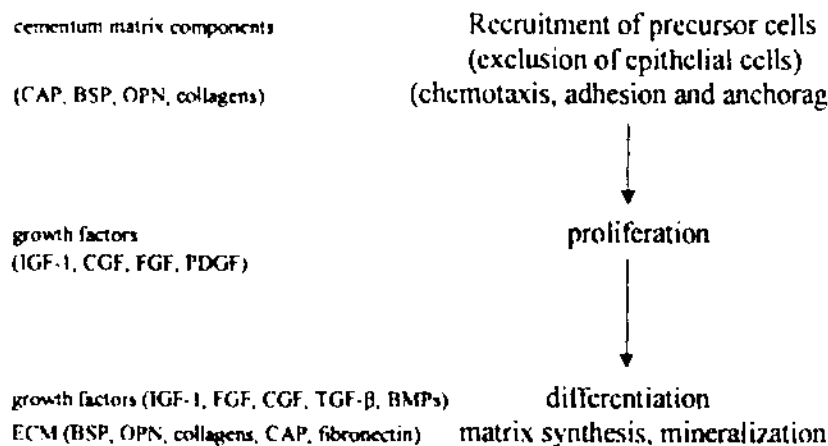 cementum matrix components Recruitment of precursor cells
(exclusion of epithelial cells)
(CAP, BSP, OPN, collagens) (chemotaxis, adhesion and anchorag
growth factors proliferation
(IGF-1, CGF, FGF, PDGF)
growth factors (IGF-1, FGF, CGF, TGF-β, BMPs) differentiation
ECM (BSP, OPN, collagens, CAP, fibronectin) matrix synthesis, mineralization